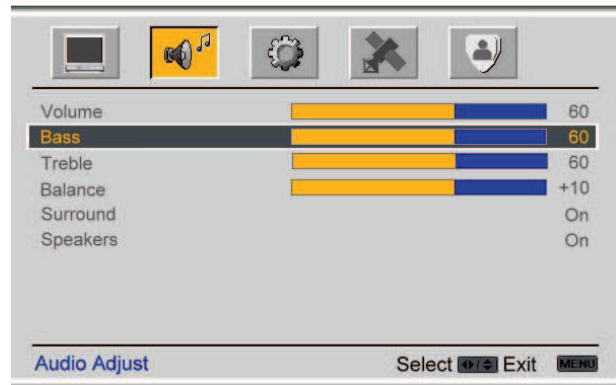 Volume 60
Bass 60
Treble 60
Balance +10
Surround On
Speakers On
Audio Adjust Select Exit MENU